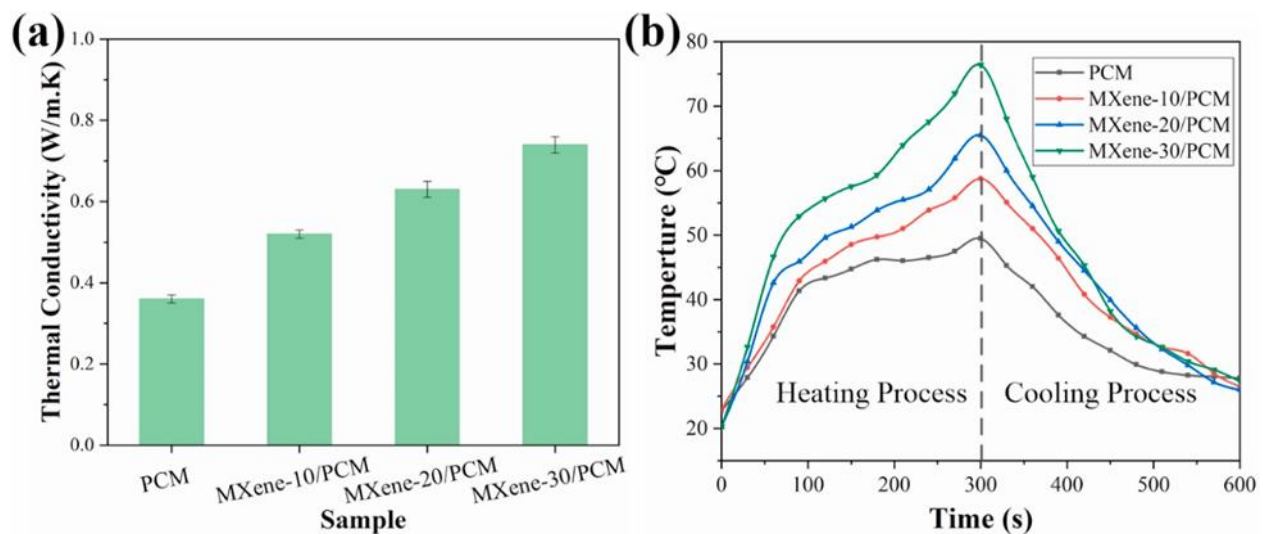 (a)
Thermal Conductivity (W/m.K)
1.0
0.8
0.6
0.4
0.2
0.0
PCM
MXene-10/PCM
MXene-20/PCM
MXene-30/PCM
Sample
(b)
Temperture (°C)
80
70
60
50
40
30
20
PCM
MXene-10/PCM
MXene-20/PCM
MXene-30/PCM
Heating Process
Cooling Process
0 100 200 300 400 500 600
Time (s)